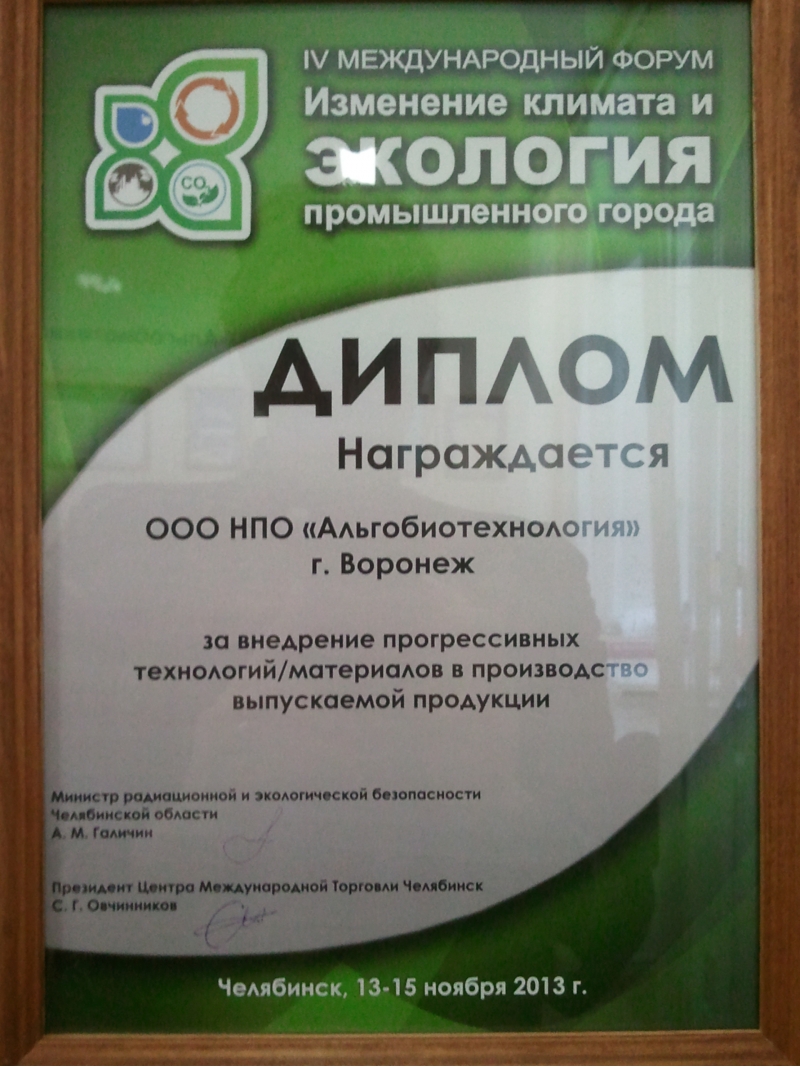 IV МЕЖДУНАРОДНЫЙ ФОРУМ
Изменение климата и
ЭКОЛОГИЯ
промышленного города
CO2
ДИПЛОМ
Награждается
ООО НПО «Альгобиотехнология»
г. Воронеж
за внедрение прогрессивных
технологий/материалов в производство
выпускаемой продукции
Министр радиационной и экологической безопасности
Челябинской области
А. М. Галичин
Президент Центра Международной Торговли Челябинск
С. Г. Овчинников
Челябинск, 13-15 ноября 2013 г.